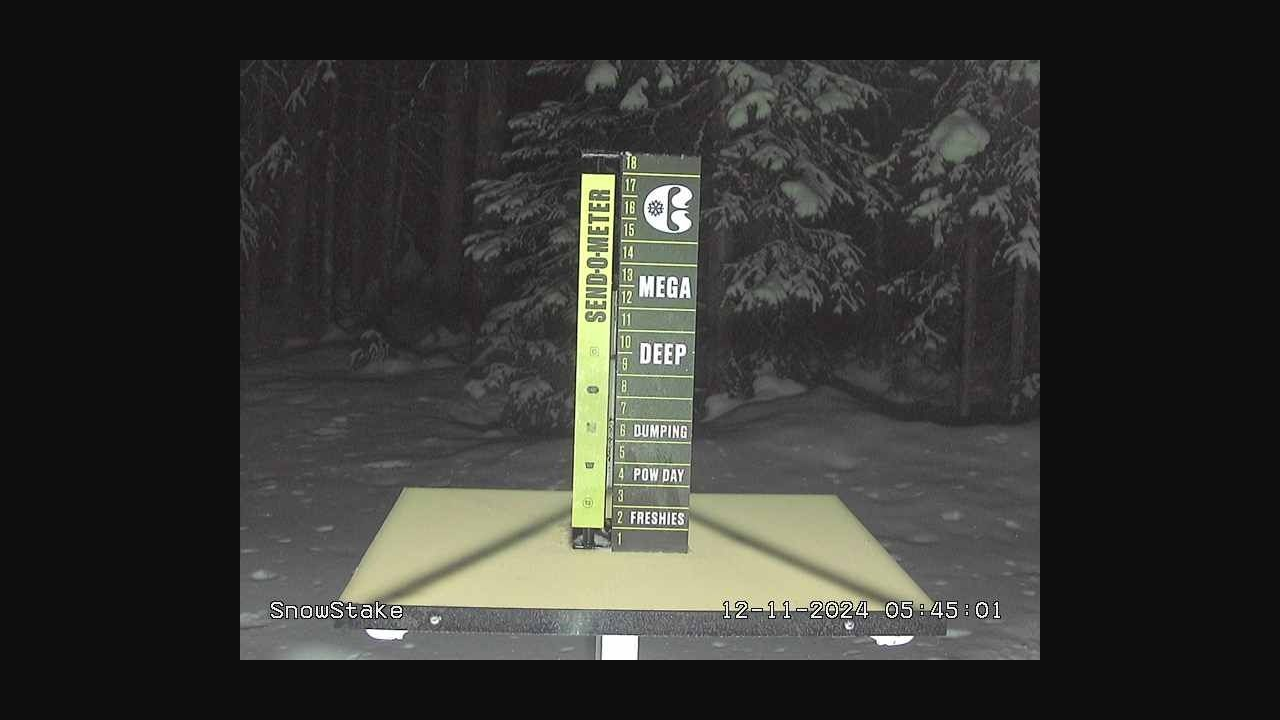 18
17
16
15
14
13
MEGA
12
11
10
DEEP
9
8
7
6 DUMPING
5
4 POW DAY
3
2 FRESHIES
1
SEND-O-METER
SnowStake
12-11-2024 05:45:01